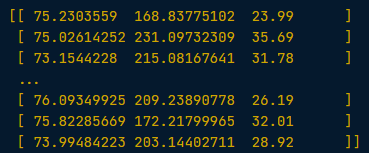 [[ 75.2303559  168.83775102  23.99      ]
[ 75.02614252 231.09732309  35.69      ]
[ 73.1544228  215.08167641  31.78      ]
...
[ 76.09349925 209.23890778  26.19      ]
[ 75.82285669 172.21799965  32.01      ]
[ 73.99484223 203.14402711  28.92      ]]